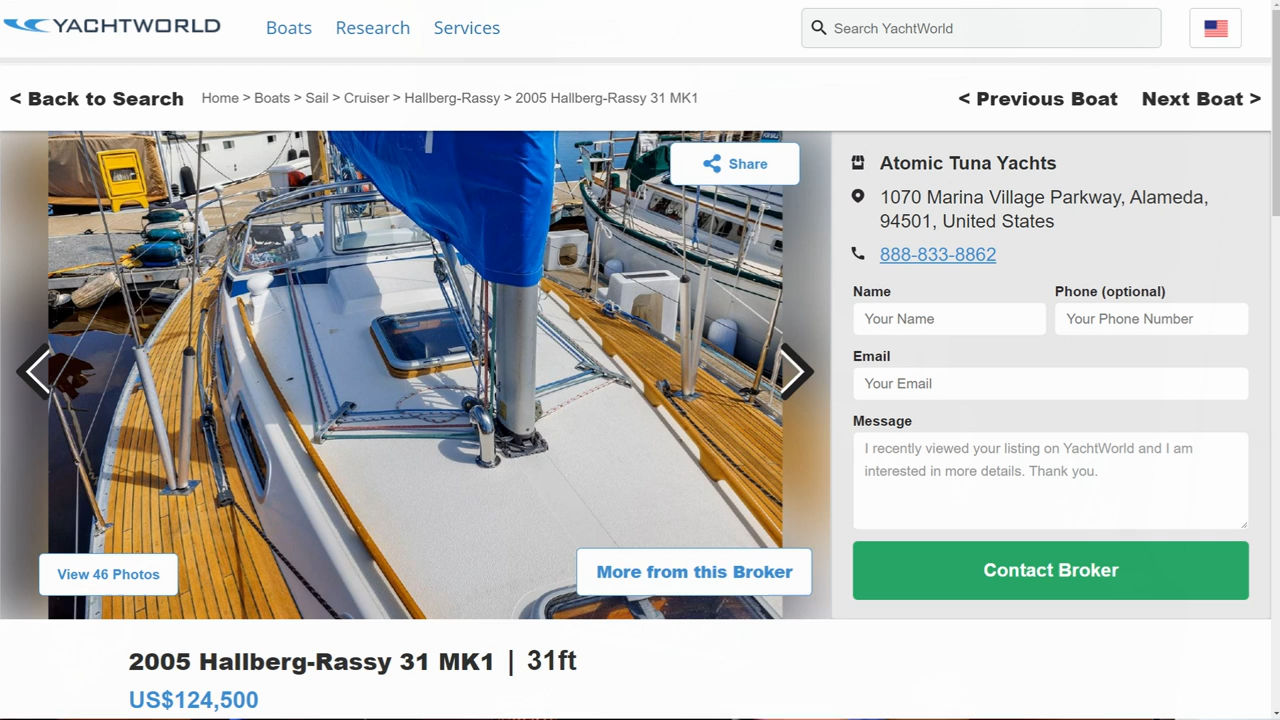 YACHTWORLD
Boats Research Services
Search YachtWorld
< Back to Search
Home > Boats > Sail > Cruiser > Hallberg-Rassy > 2005 Hallberg-Rassy 31 MK1
< Previous Boat Next Boat >
Share
Atomic Tuna Yachts
1070 Marina Village Parkway, Alameda,
94501, United States
888-833-8862
Name Phone (optional)
Your Name Your Phone Number
Email
Your Email
Message
I recently viewed your listing on YachtWorld and I am
interested in more details. Thank you.
View 46 Photos
More from this Broker
Contact Broker
2005 Hallberg-Rassy 31 MK1 | 31ft
US$124,500